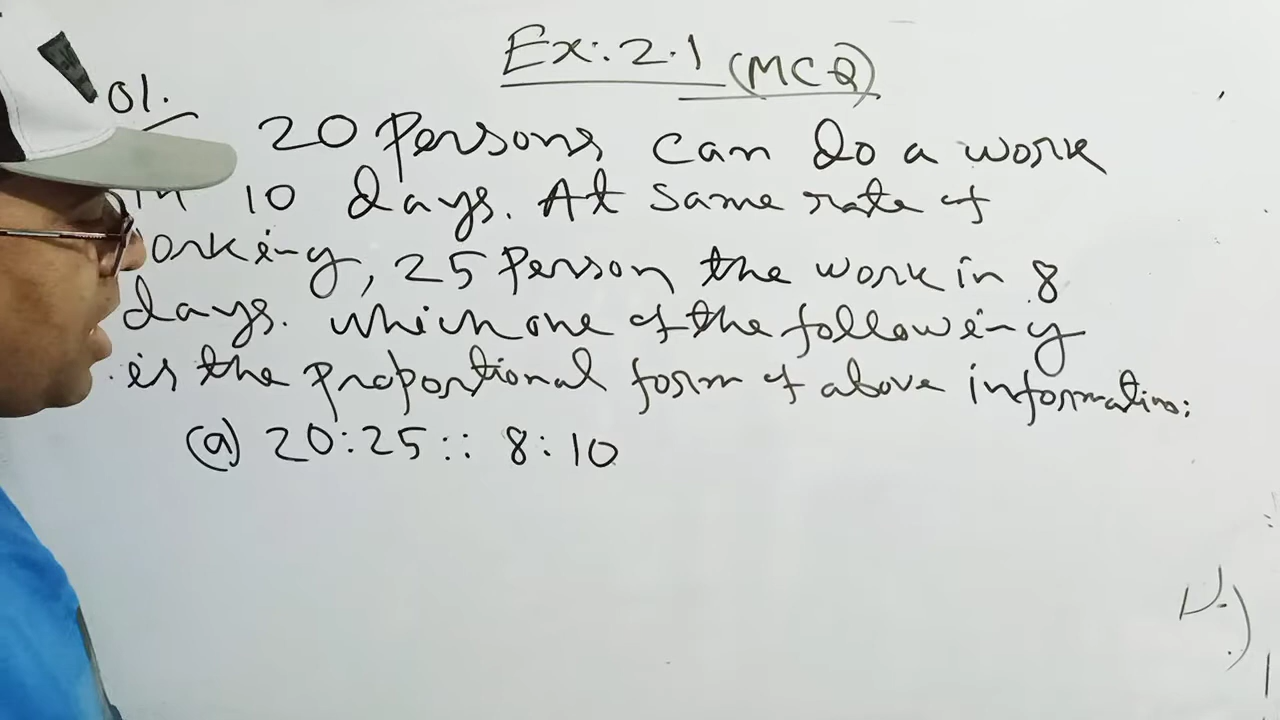 Ex:. 2.1 (MCQ)
01.
20 Persons can do a work
in 10 days. At same rate of
working, 25 Person the work in 8
days. which one of the following
is the proportional form of above information:
(a) 20:25 :: 8:10